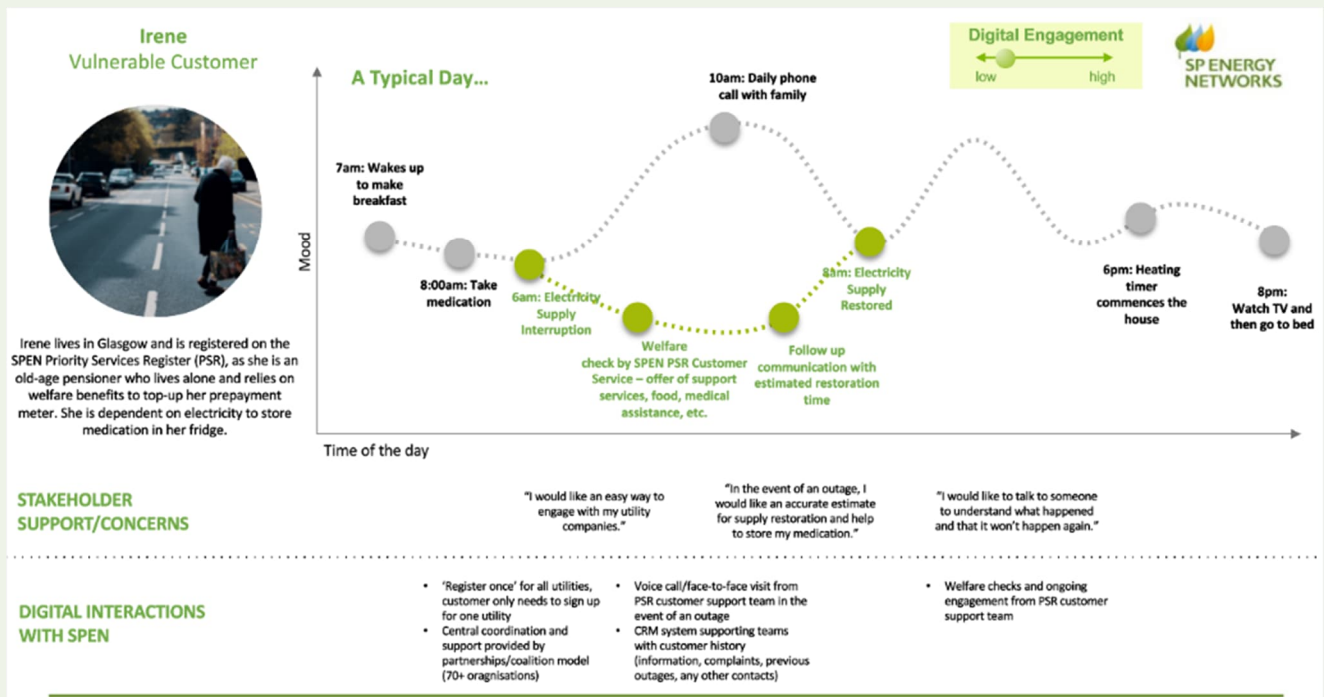 Irene
Vulnerable Customer
A Typical Day...
Digital Engagement
low
high
SP ENERGY
NETWORKS
Mood
7am: Wakes up
to make
breakfast
8:00am: Take
medication
6am: Electricity
Supply
Interruption
Welfare
check by SPEN PSR Customer
Service – offer of support
services, food, medical
assistance, etc.
10am: Daily phone
call with family
Follow up
communication with
estimated restoration
time
8am: Electricity
Supply
Restored
6pm: Heating
timer
commences the
house
8pm:
Watch TV and
then go to bed
Time of the day
Irene lives in Glasgow and is registered on the
SPEN Priority Services Register (PSR), as she is an
old-age pensioner who lives alone and relies on
welfare benefits to top-up her prepayment
meter. She is dependent on electricity to store
medication in her fridge.
STAKEHOLDER
SUPPORT/CONCERNS
"I would like an easy way to
engage with my utility
companies."
"In the event of an outage, I
would like an accurate estimate
for supply restoration and help
to store my medication."
"I would like to talk to someone
to understand what happened
and that it won't happen again."
DIGITAL INTERACTIONS
WITH SPEN
• 'Register once' for all utilities,
customer only needs to sign up
for one utility
• Central coordination and
support provided by
partnerships/coalition model
(70+ oragnisations)
• Voice call/face-to-face visit from
PSR customer support team in the
event of an outage
• CRM system supporting teams
with customer history
(information, complaints, previous
outages, any other contacts)
• Welfare checks and ongoing
engagement from PSR customer
support team